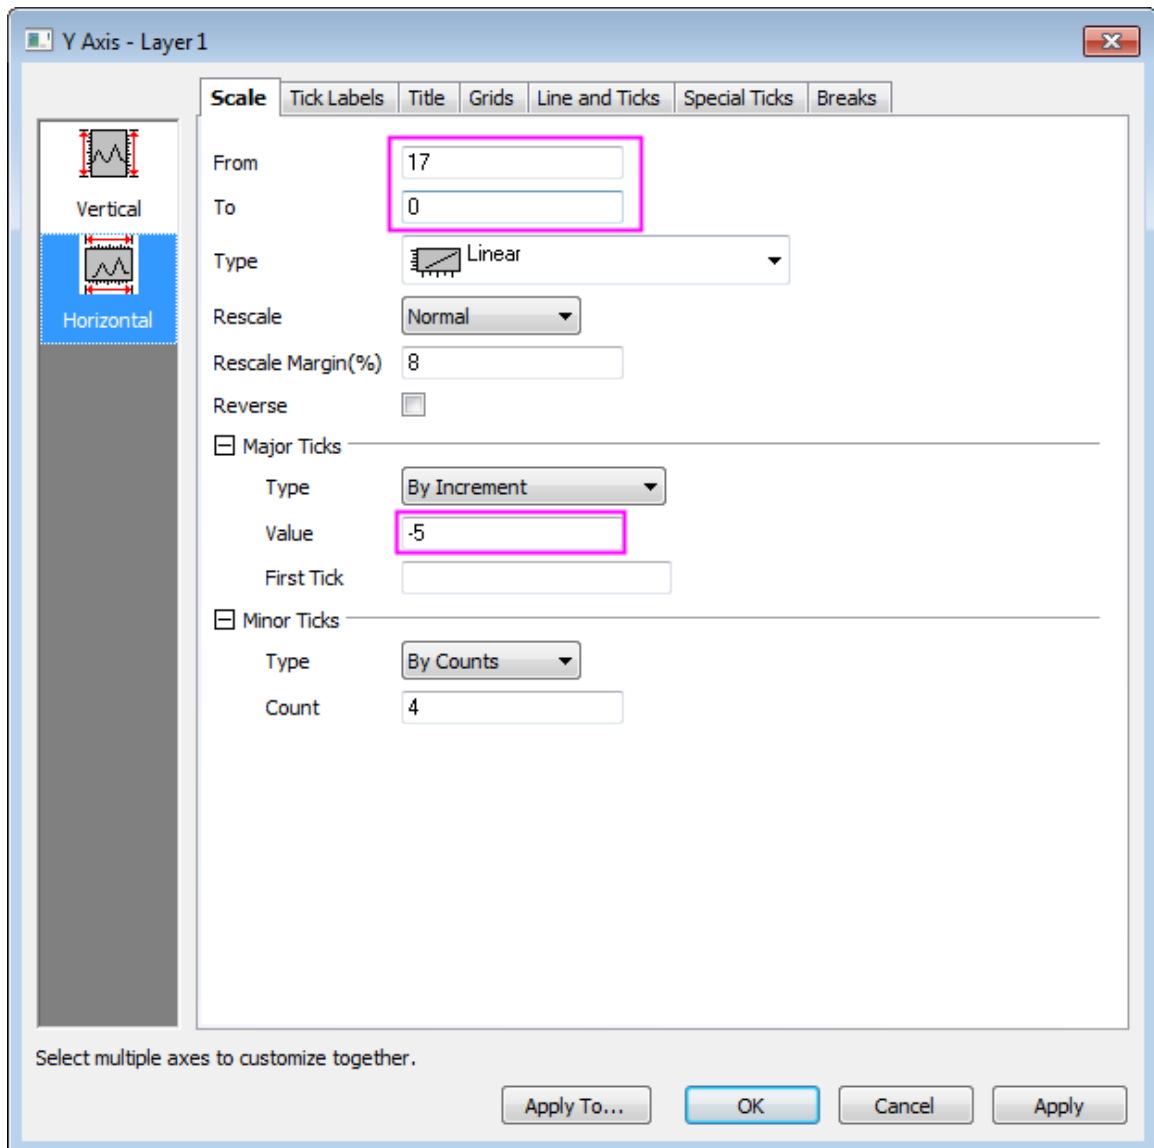 Y Axis - Layer 1
Scale Tick Labels Title Grids Line and Ticks Special Ticks Breaks
Vertical
Horizontal
From 17
To 0
Type Linear
Rescale Normal
Rescale Margin(%) 8
Reverse
Major Ticks
Type By Increment
Value -5
First Tick
Minor Ticks
Type By Counts
Count 4
Select multiple axes to customize together.
Apply To... OK Cancel Apply